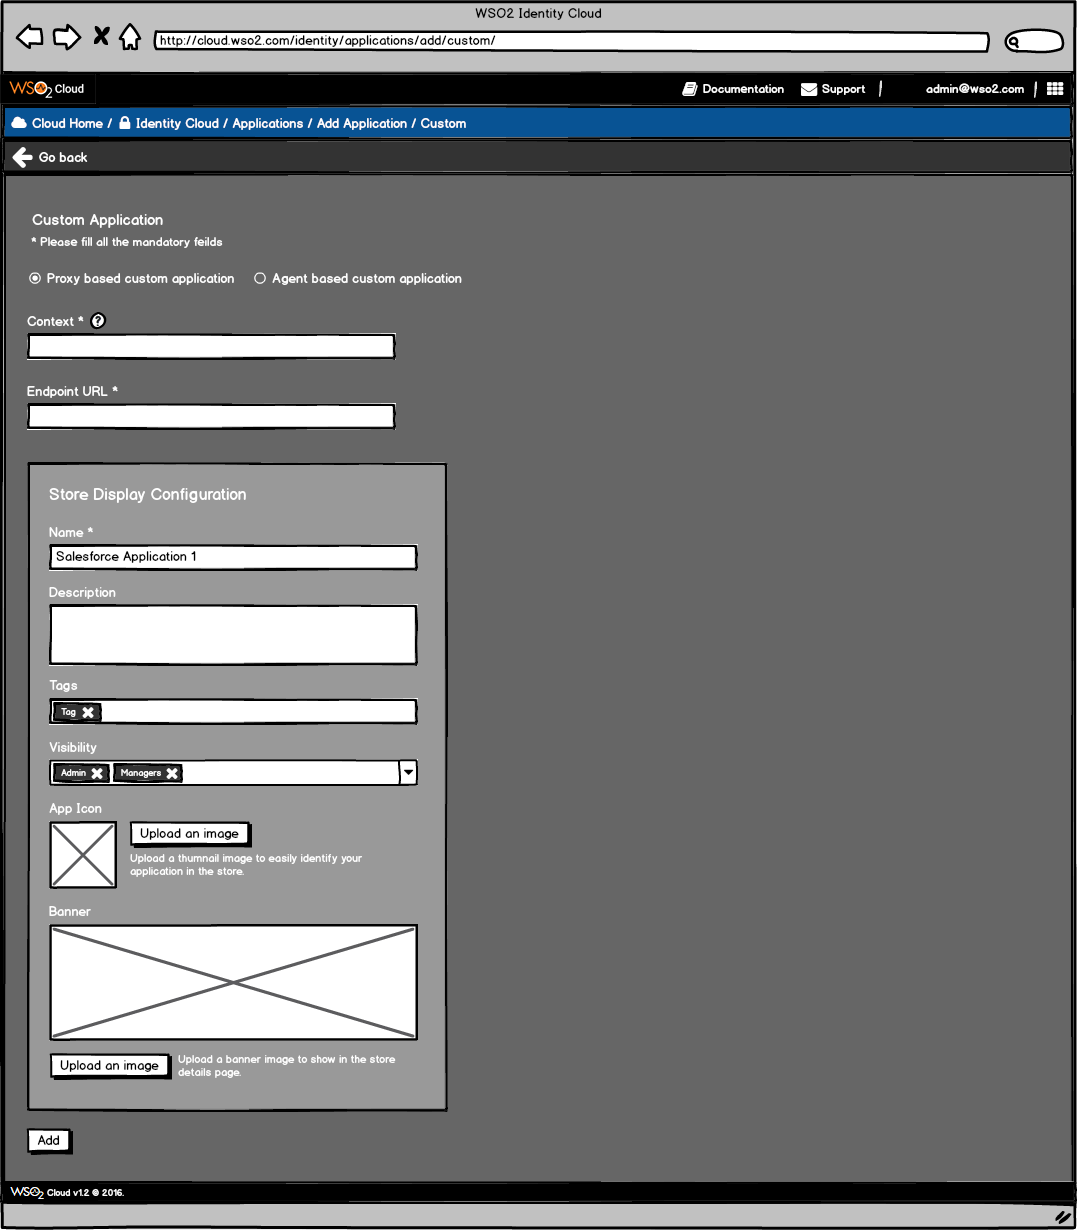 WSO2 Identity Cloud
http://cloud.wso2.com/identity/applications/add/custom/
WSO2 Cloud Documentation Support | admin@wso2.com |
Cloud Home / Identity Cloud / Applications / Add Application / Custom
Go back
Custom Application
* Please fill all the mandatory feilds
Proxy based custom application Agent based custom application
Context * ?
Endpoint URL *
Store Display Configuration
Name *
Salesforce Application 1
Description
Tags
Tag
Visibility
Admin Managers
App Icon
Upload an image
Upload a thumnail image to easily identify your
application in the store.
Banner
Upload an image
Upload a banner image to show in the store
details page.
Add
WSO2 Cloud v1.2 © 2016.